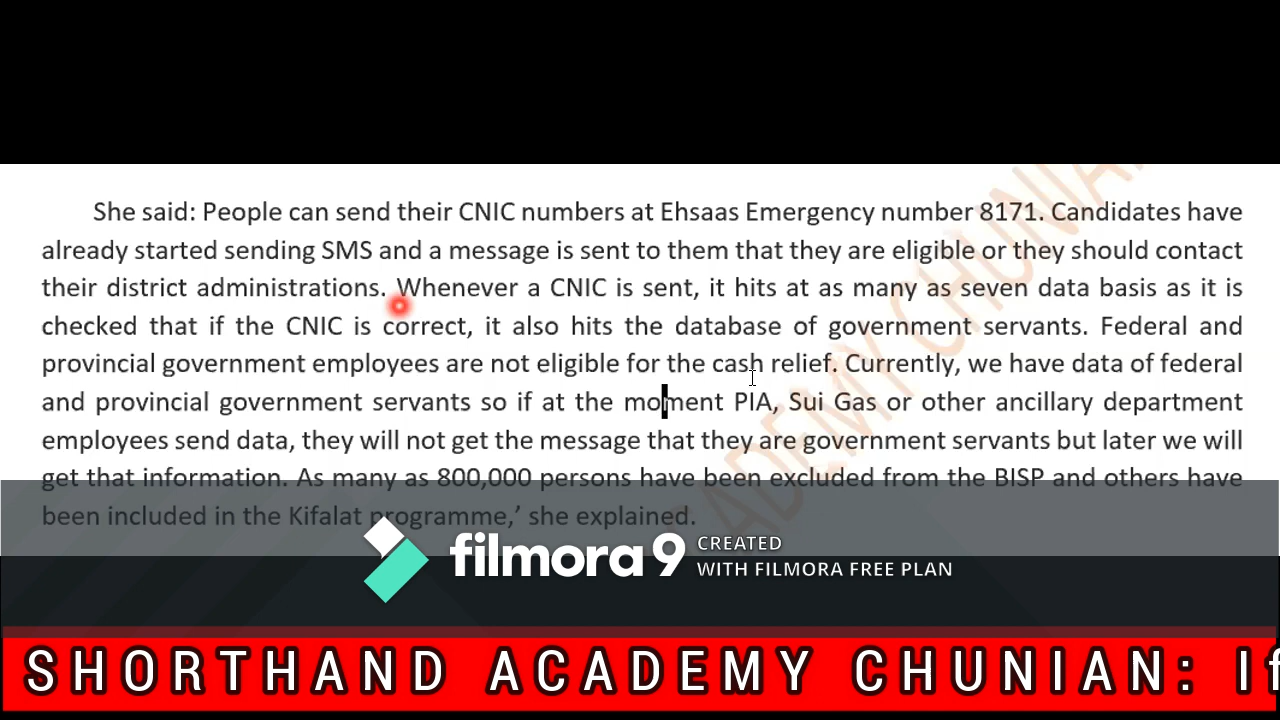 She said: People can send their CNIC numbers at Ehsaas Emergency number 8171. Candidates have
already started sending SMS and a message is sent to them that they are eligible or they should contact
their district administrations. Whenever a CNIC is sent, it hits at as many as seven data basis as it is
checked that if the CNIC is correct, it also hits the database of government servants. Federal and
provincial government employees are not eligible for the cash relief. Currently, we have data of federal
and provincial government servants so if at the moment PIA, Sui Gas or other ancillary department
employees send data, they will not get the message that they are government servants but later we will
get that information. As many as 800,000 persons have been excluded from the BISP and others have
been included in the Kifalat programme,’ she explained.
ADEMY CHUNIA
filmora 9 CREATED
WITH FILMORA FREE PLAN
SHORTHAND ACADEMY CHUNIAN: If